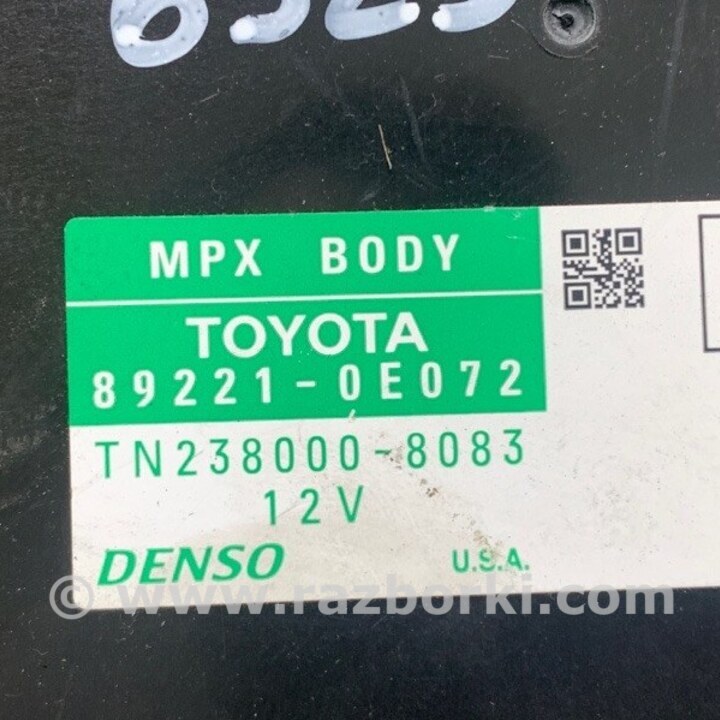 MPX BODY
TOYOTA
89221-0E072
TN238000-8083
12V
DENSO U.S.A.
© www.razborki.com